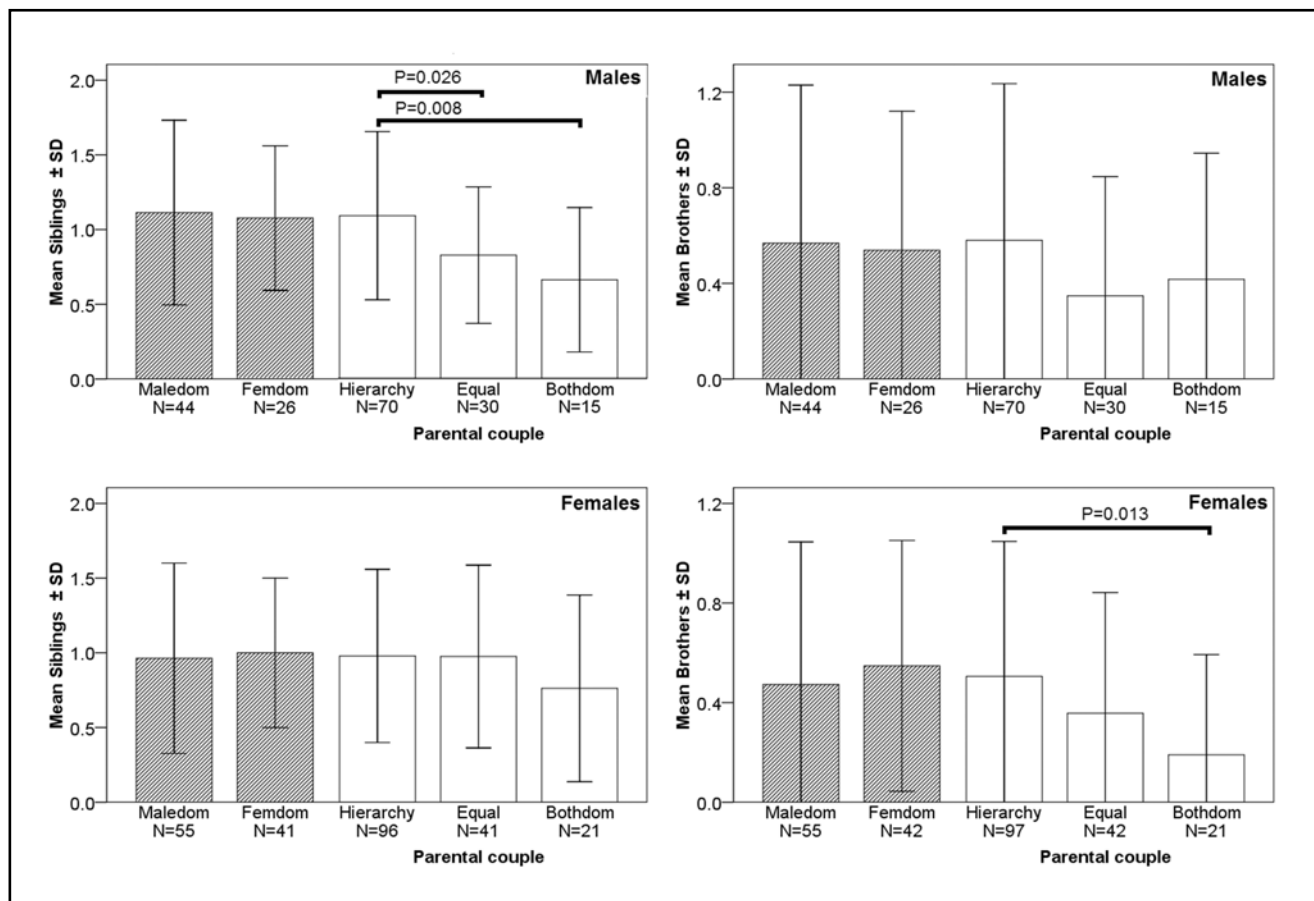 Males
P=0.026
P=0.008
Mean Siblings ± SD
2.0
1.5
1.0
0.5
0.0
Maledom Femdom Hierarchy Equal Bothdom
N=44 N=26 N=70 N=30 N=15
Parental couple
Males
Mean Brothers ± SD
1.2
0.8
0.4
0.0
Maledom Femdom Hierarchy Equal Bothdom
N=44 N=26 N=70 N=30 N=15
Parental couple
Females
Mean Siblings ± SD
2.0
1.5
1.0
0.5
0.0
Maledom Femdom Hierarchy Equal Bothdom
N=55 N=41 N=96 N=41 N=21
Parental couple
Females
P=0.013
Mean Brothers ± SD
1.2
0.8
0.4
0.0
Maledom Femdom Hierarchy Equal Bothdom
N=55 N=42 N=97 N=42 N=21
Parental couple